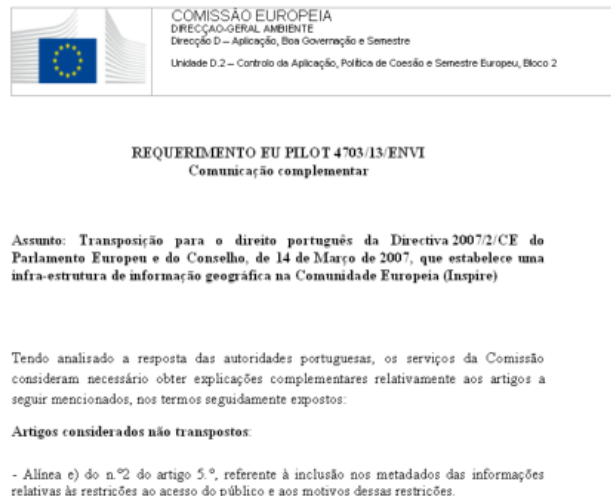 COMISSÃO EUROPEIA
DIRECÇAO-GERAL AMBIENTE
Direcção D – Aplicação, Boa Governação e Semestre
Unidade D.2 – Controlo da Aplicação, Política de Coesão e Semestre Europeu, Bloco 2
REQUERIMENTO EU PILOT 4703/13/ENVI
Comunicação complementar
Assunto: Transposição para o direito português da Directiva 2007/2/CE do
Parlamento Europeu e do Conselho, de 14 de Março de 2007, que estabelece uma
infra-estrutura de informação geográfica na Comunidade Europeia (Inspire)
Tendo analisado a resposta das autoridades portuguesas, os serviços da Comissão
consideram necessário obter explicações complementares relativamente aos artigos a
seguir mencionados, nos termos seguidamente expostos:
Artigos considerados não transpostos:
- Alínea e) do n.º2 do artigo 5.º, referente à inclusão nos metadados das informações
relativas às restrições ao acesso do público e aos motivos dessas restrições.